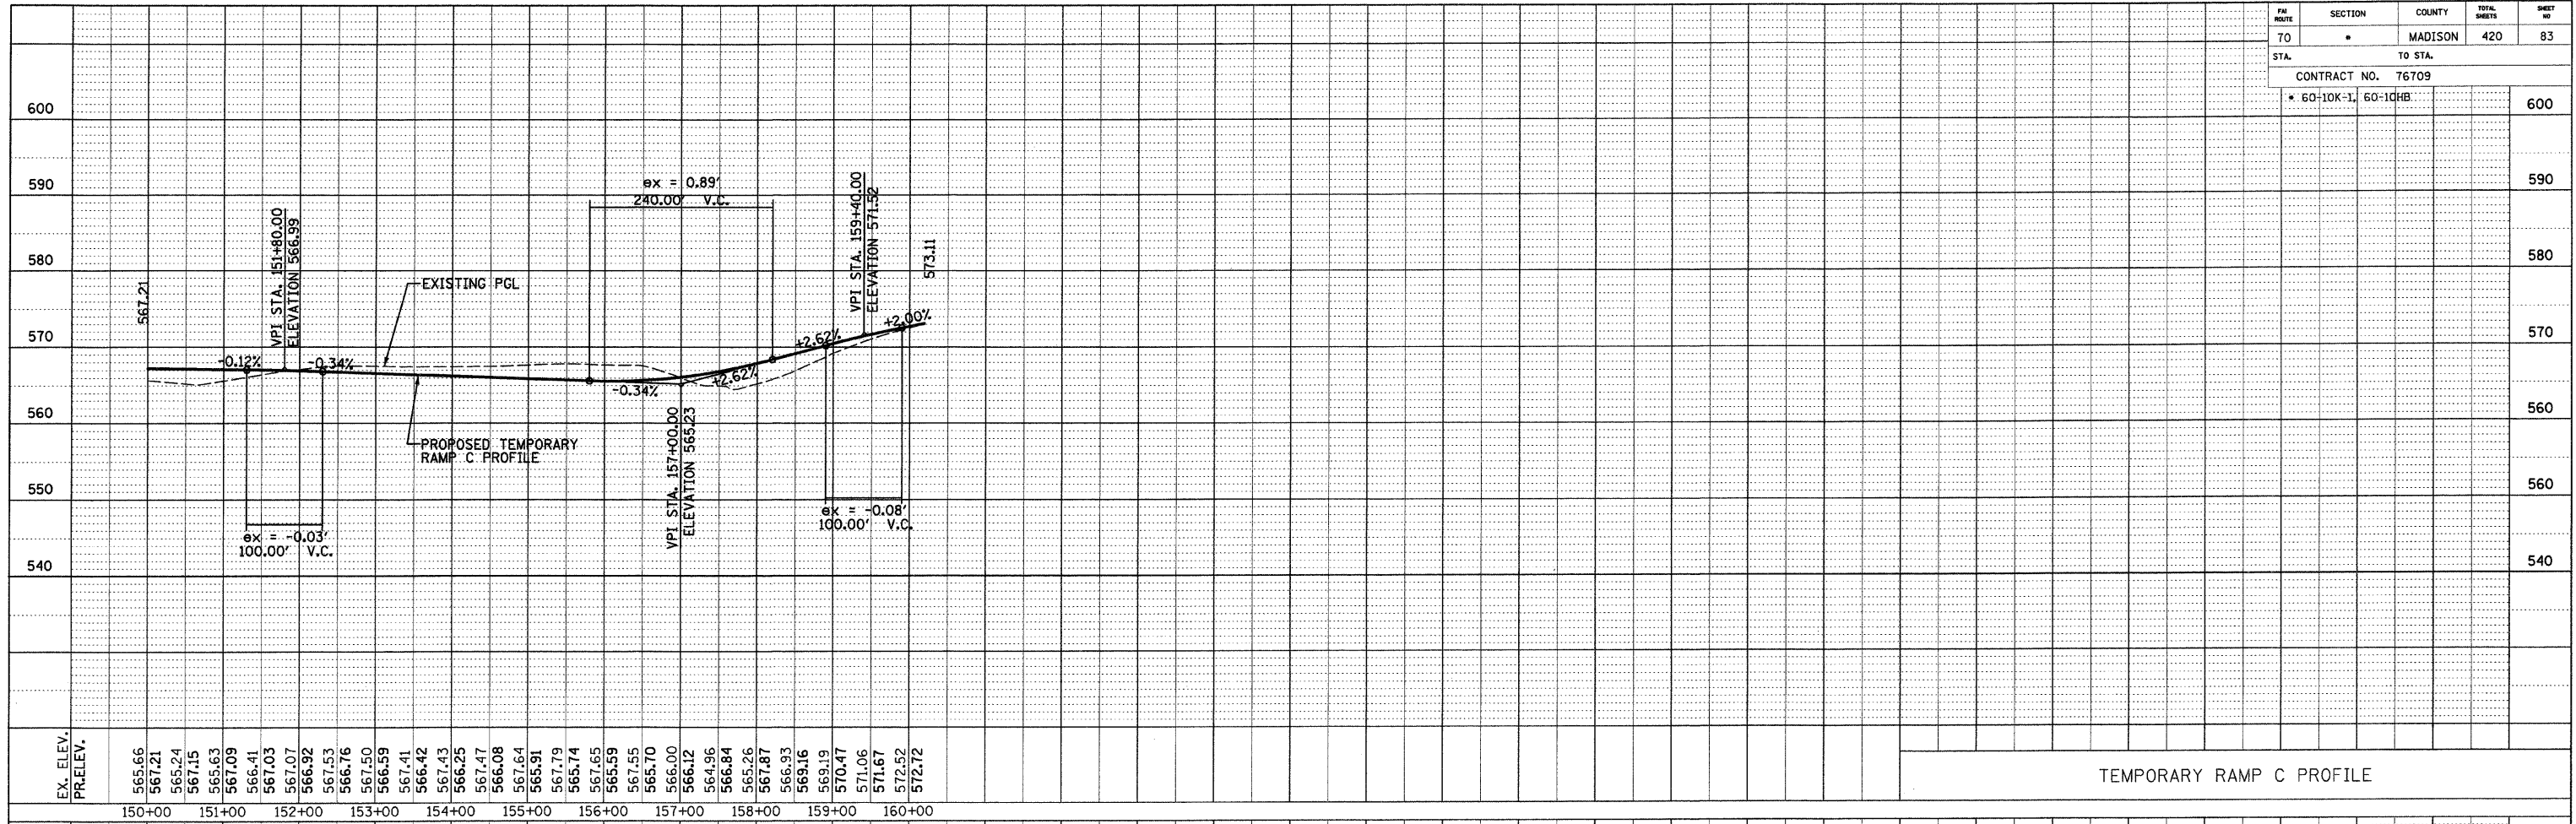 FAI ROUTE SECTION COUNTY TOTAL SHEETS SHEET NO
70 • MADISON 420 83
STA. TO STA.
CONTRACT NO. 76709
• 60-10K-1, 60-10HB
600 600
590 590
580 580
570 570
560 560
550 560
540 540
567.21
VPI STA. 151+80.00
ELEVATION 566.99
EXISTING PGL
ex = 0.89'
240.00' V.C.
VPI STA. 159+40.00
ELEVATION 571.52
573.11
-0.12%
-0.34%
-0.34%
+2.62%
+2.62%
+2.00%
PROPOSED TEMPORARY
RAMP C PROFILE
VPI STA. 157+00.00
ELEVATION 565.23
ex = -0.03'
100.00' V.C.
ex = -0.08'
100.00' V.C.
EX. ELEV.
PR.ELEV.
565.66
567.21
565.24
567.15
565.63
567.09
566.41
567.03
567.07
566.92
567.53
566.76
567.50
566.59
567.41
566.42
567.43
566.25
567.47
566.08
567.64
565.91
567.79
565.74
567.65
565.59
567.55
565.70
566.00
566.12
564.96
566.84
565.26
567.87
566.93
569.16
569.19
570.47
571.06
571.67
572.52
572.72
150+00 151+00 152+00 153+00 154+00 155+00 156+00 157+00 158+00 159+00 160+00
TEMPORARY RAMP C PROFILE